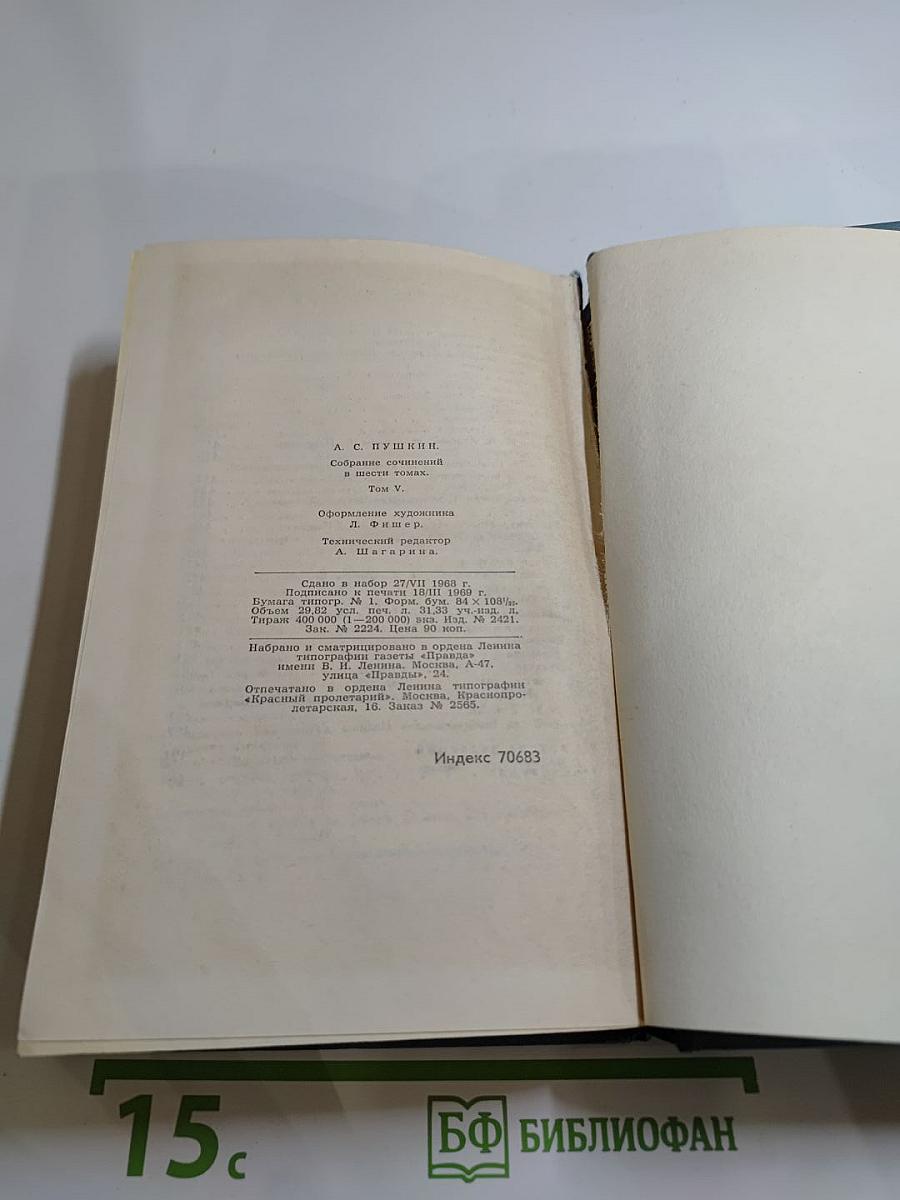 А. С. ПУШКИН.
Собрание сочинений
в шести томах.
Том V.
Оформление художника
Л. Фишер.
Технический редактор
А. Шагарина.
Сдано в набор 27/VII 1968 г.
Подписано к печати 18/III 1969 г.
Бумага типогр. № 1. Форм. бум. 84 × 108¹/₃₂.
Объем 29,82 усл. печ. л. 31,33 уч.-изд. л.
Тираж 400 000 (1—200 000) экз. Изд. № 2421.
Зак. № 2224. Цена 90 коп.
Набрано и сматрицировано в ордена Ленина
типографии газеты «Правда»
имени В. И. Ленина. Москва, А-47,
улица «Правды», 24.
Отпечатано в ордена Ленина типографии
«Красный пролетарий». Москва, Краснопро-
летарская, 16. Заказ № 2565.
Индекс 70683
15 с
БФ БИБЛИОФАН